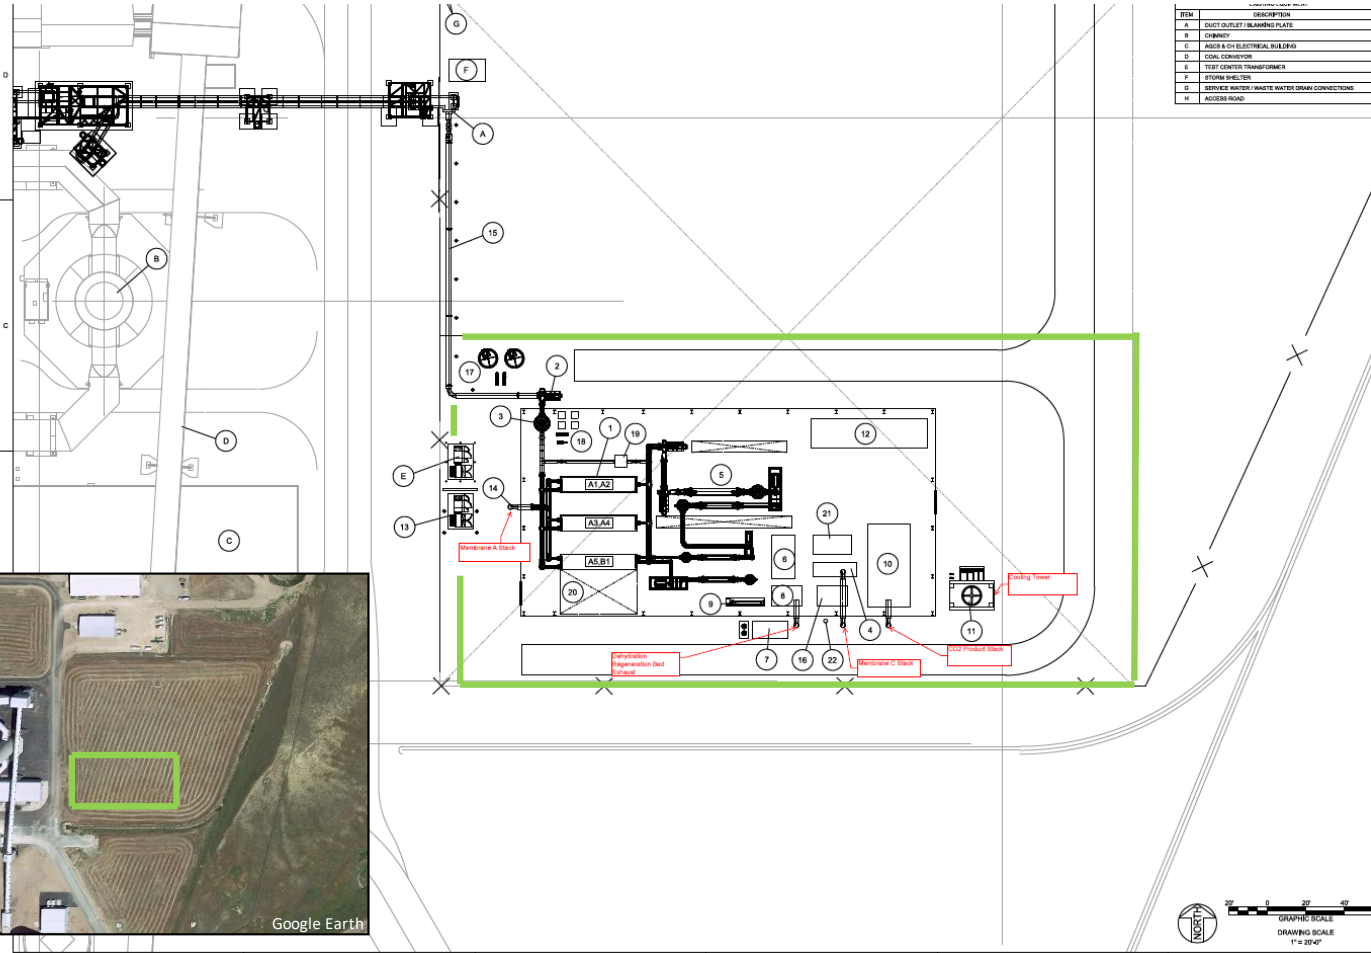 ITEM DESCRIPTION
A DUCT OUTLET / BLANKING PLATE
B CHIMNEY
C AGCS & CH ELECTRICAL BUILDING
D COAL CONVEYOR
E TEST CENTER TRANSFORMER
F STORM SHELTER
G SERVICE WATER / WASTE WATER DRAIN CONNECTIONS
H ACCESS ROAD
G
F
D
A
15
B
C
17
2
3
1
19
18
12
D
E
14
A1,A2
5
13
A3,A4
21
C
Membrane A Stack
6
10
A5,B1
Cooling Tower
20
8
9
4
11
7
16
22
Dehydration
Regeneration Bed
Exhaust
Membrane C Stack
CO2 Product Stack
Google Earth
NORTH
20' 0 20' 40'
GRAPHIC SCALE
DRAWING SCALE
1" = 20'-0"